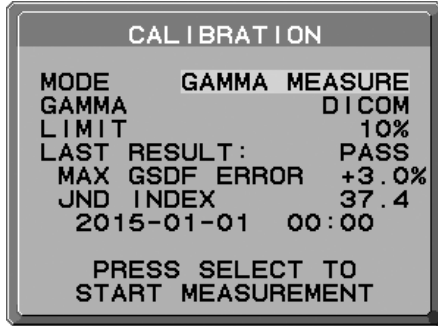 CALIBRATION
MODE GAMMA MEASURE
GAMMA DICOM
LIMIT 10%
LAST RESULT: PASS
MAX GSDF ERROR +3.0%
JND INDEX 37.4
2015-01-01 00:00
PRESS SELECT TO
START MEASUREMENT